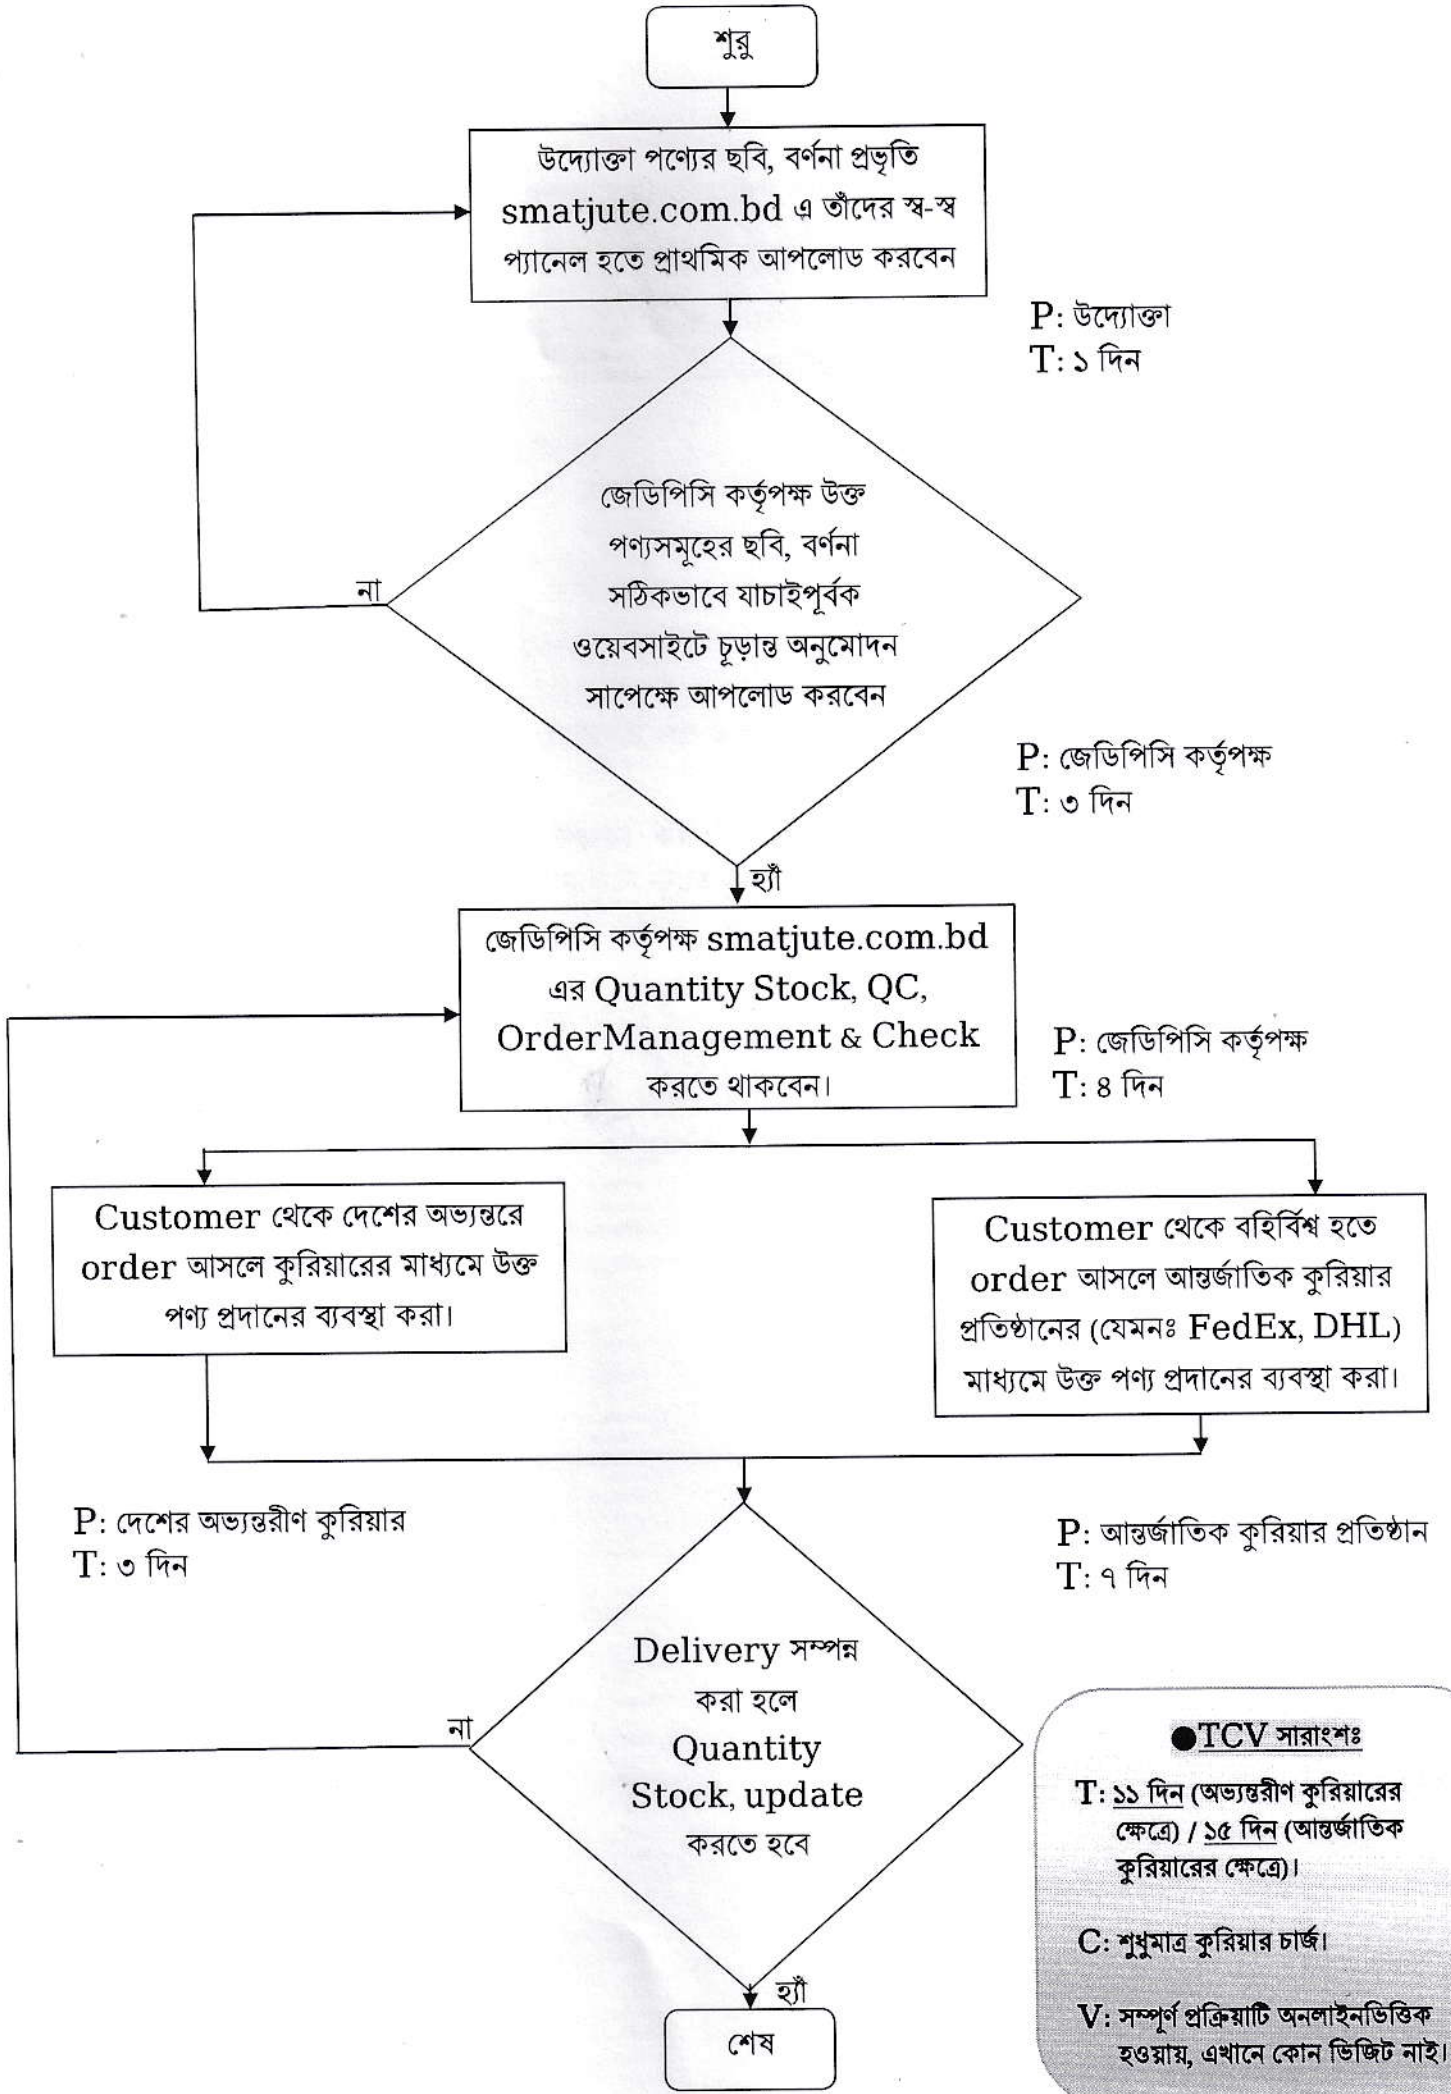 শুরু
উদ্যোক্তা পণ্যের ছবি, বর্ণনা প্রভৃতি
smatjute.com.bd এ তাঁদের স্ব-স্ব
প্যানেল হতে প্রাথমিক আপলোড করবেন
P: উদ্যোক্তা
T: ১ দিন
জেডিপিসি কর্তৃপক্ষ উক্ত
পণ্যসমূহের ছবি, বর্ণনা
সঠিকভাবে যাচাইপূর্বক
ওয়েবসাইটে চূড়ান্ত অনুমোদন
সাপেক্ষে আপলোড করবেন
না
P: জেডিপিসি কর্তৃপক্ষ
T: ৩ দিন
হ্যাঁ
জেডিপিসি কর্তৃপক্ষ smatjute.com.bd
এর Quantity Stock, QC,
OrderManagement & Check
করতে থাকবেন।
P: জেডিপিসি কর্তৃপক্ষ
T: ৪ দিন
Customer থেকে দেশের অভ্যন্তরে
order আসলে কুরিয়ারের মাধ্যমে উক্ত
পণ্য প্রদানের ব্যবস্থা করা।
Customer থেকে বহির্বিশ্ব হতে
order আসলে আন্তর্জাতিক কুরিয়ার
প্রতিষ্ঠানের (যেমনঃ FedEx, DHL)
মাধ্যমে উক্ত পণ্য প্রদানের ব্যবস্থা করা।
P: দেশের অভ্যন্তরীণ কুরিয়ার
T: ৩ দিন
P: আন্তর্জাতিক কুরিয়ার প্রতিষ্ঠান
T: ৭ দিন
Delivery সম্পন্ন
করা হলে
Quantity
Stock, update
করতে হবে
না
হ্যাঁ
শেষ
●TCV সারাংশঃ
T: ১১ দিন (অভ্যন্তরীণ কুরিয়ারের
ক্ষেত্রে) / ১৫ দিন (আন্তর্জাতিক
কুরিয়ারের ক্ষেত্রে)।
C: শুধুমাত্র কুরিয়ার চার্জ।
V: সম্পূর্ণ প্রক্রিয়াটি অনলাইনভিত্তিক
হওয়ায়, এখানে কোন ভিজিট নাই।